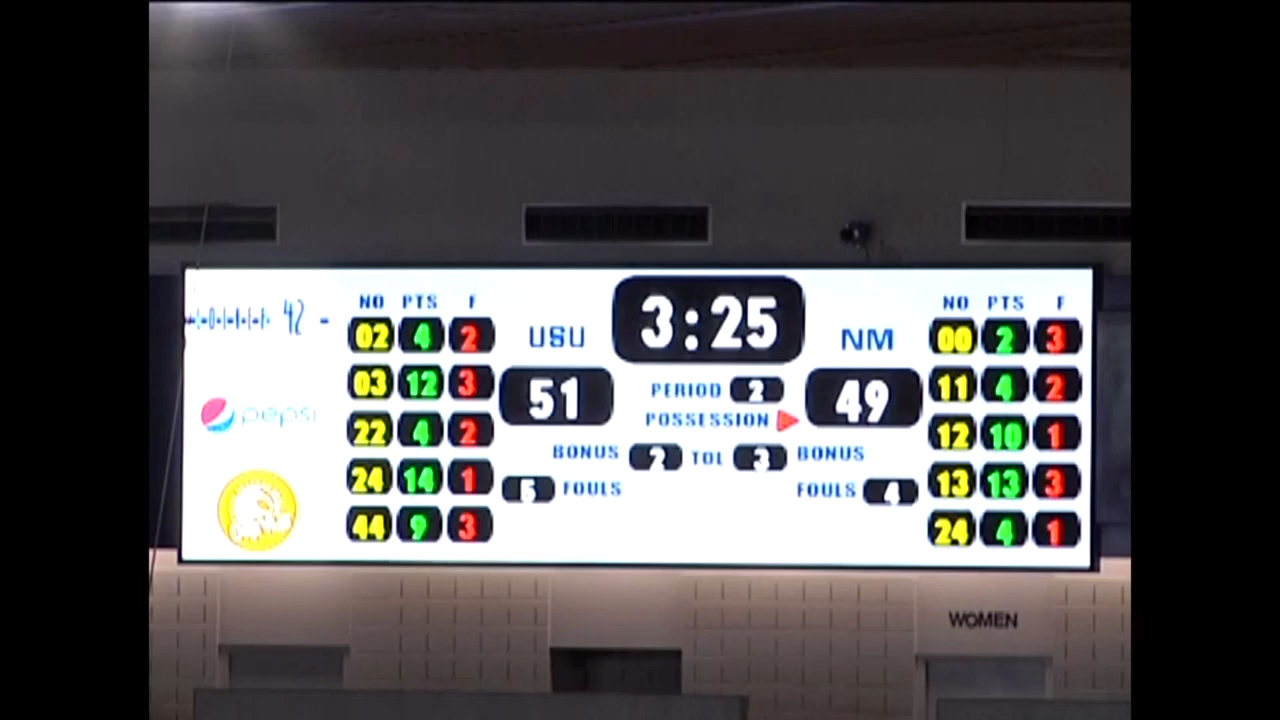 3:25
NO PTS F
NO PTS F
42 -
USU
NM
02 4 2
00 2 3
03 12 3
51
PERIOD 2
49
11 4 2
pepsi
POSSESSION
22 4 2
BONUS 2 TOL 3 BONUS
12 10 1
24 14 1
FOULS
FOULS 4
13 13 3
44 9 3
24 4 1
WOMEN